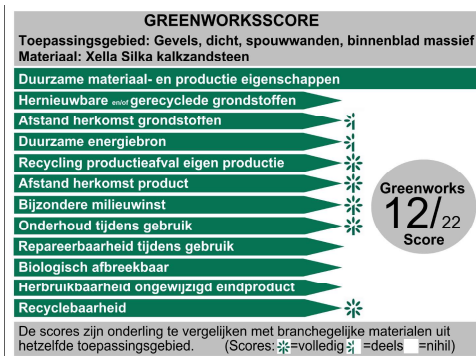 GREENWORKSSCORE
Toepassingsgebied: Gevels, dicht, spouwwanden, binnenblad massief
Materiaal: Xella Silka kalkzandsteen
Duurzame materiaal- en productie eigenschappen
Hernieuwbare en/of gerecyclede grondstoffen
Afstand herkomst grondstoffen
Duurzame energiebron
Recycling productieafval eigen productie
Afstand herkomst product
Bijzondere milieuwinst
Onderhoud tijdens gebruik
Repareerbaarheid tijdens gebruik
Biologisch afbreekbaar
Herbruikbaarheid ongewijzigd eindproduct
Recyclebaarheid
Greenworks
12/22
Score
De scores zijn onderling te vergelijken met branchegelijke materialen uit
hetzelfde toepassingsgebied. (Scores: =volledig =deels =nihil)